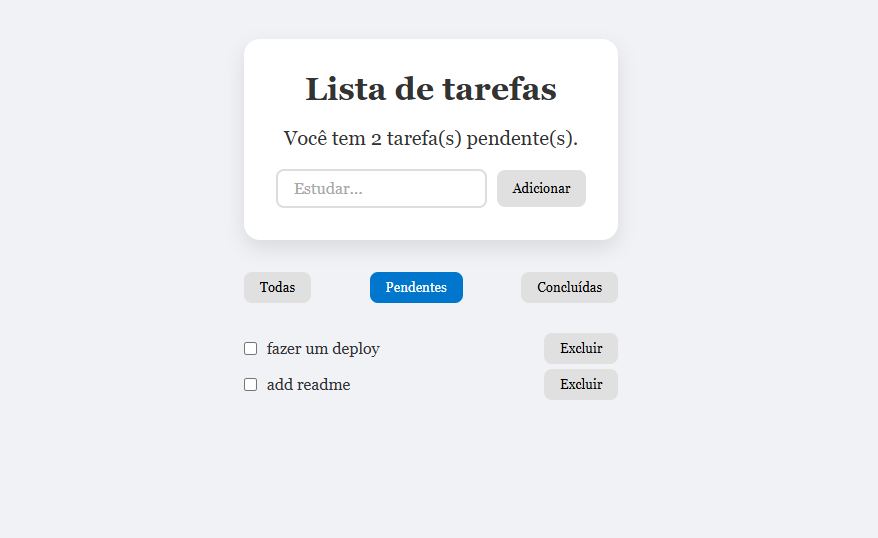 Lista de tarefas
Você tem 2 tarefa(s) pendente(s).
Estudar...
Adicionar
Todas
Pendentes
Concluídas
fazer um deploy
Excluir
add readme
Excluir